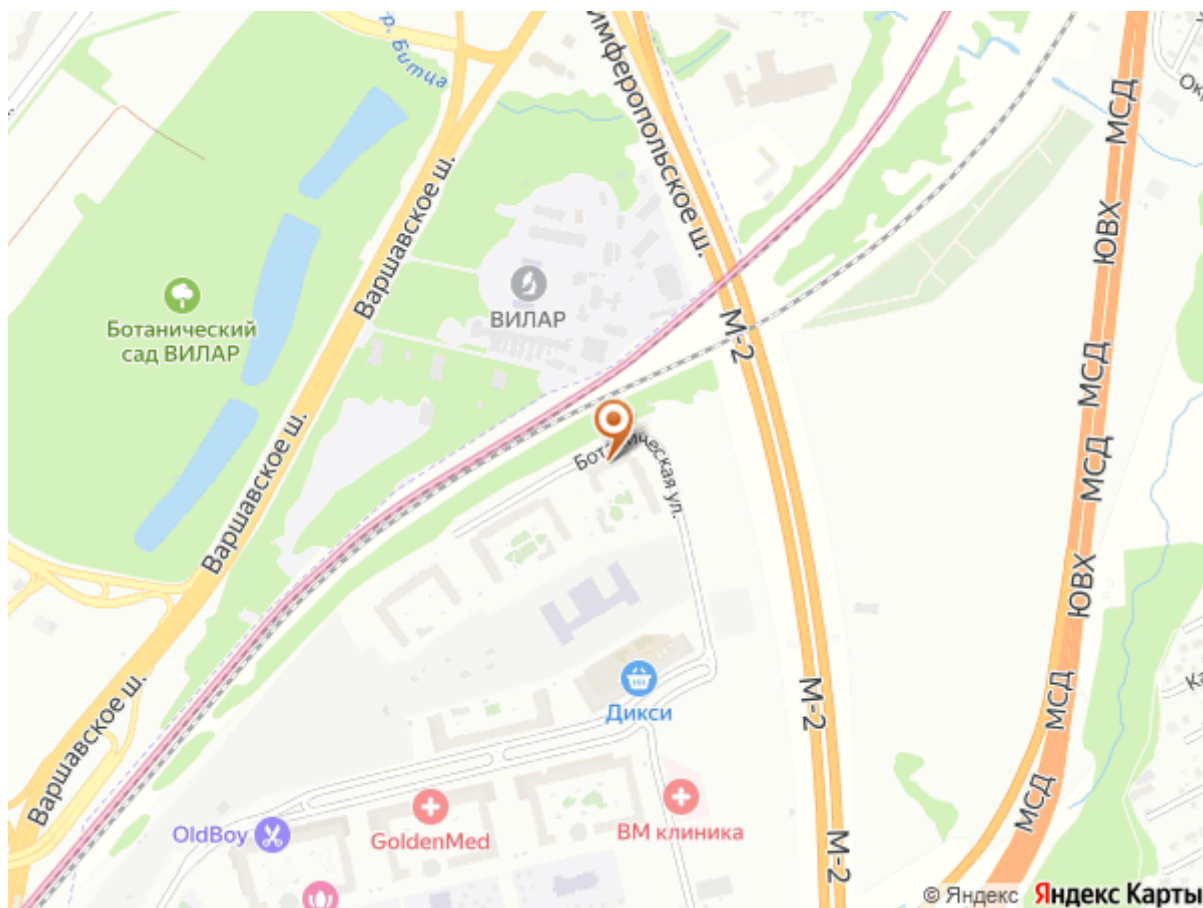 р. Битца
Симферопольское ш.
МСД
Варшавское ш.
ЮВХ
ВИЛАР
Ботанический
сад ВИЛАР
М-2
МСД
Варшавское ш.
МСД
Ботаническая ул.
ЮВХ
МСД
Варшавское ш.
Дикси
М-2
МСД
OldBoy
GoldenMed
ВМ клиника
М-2
© Яндекс Яндекс Карты